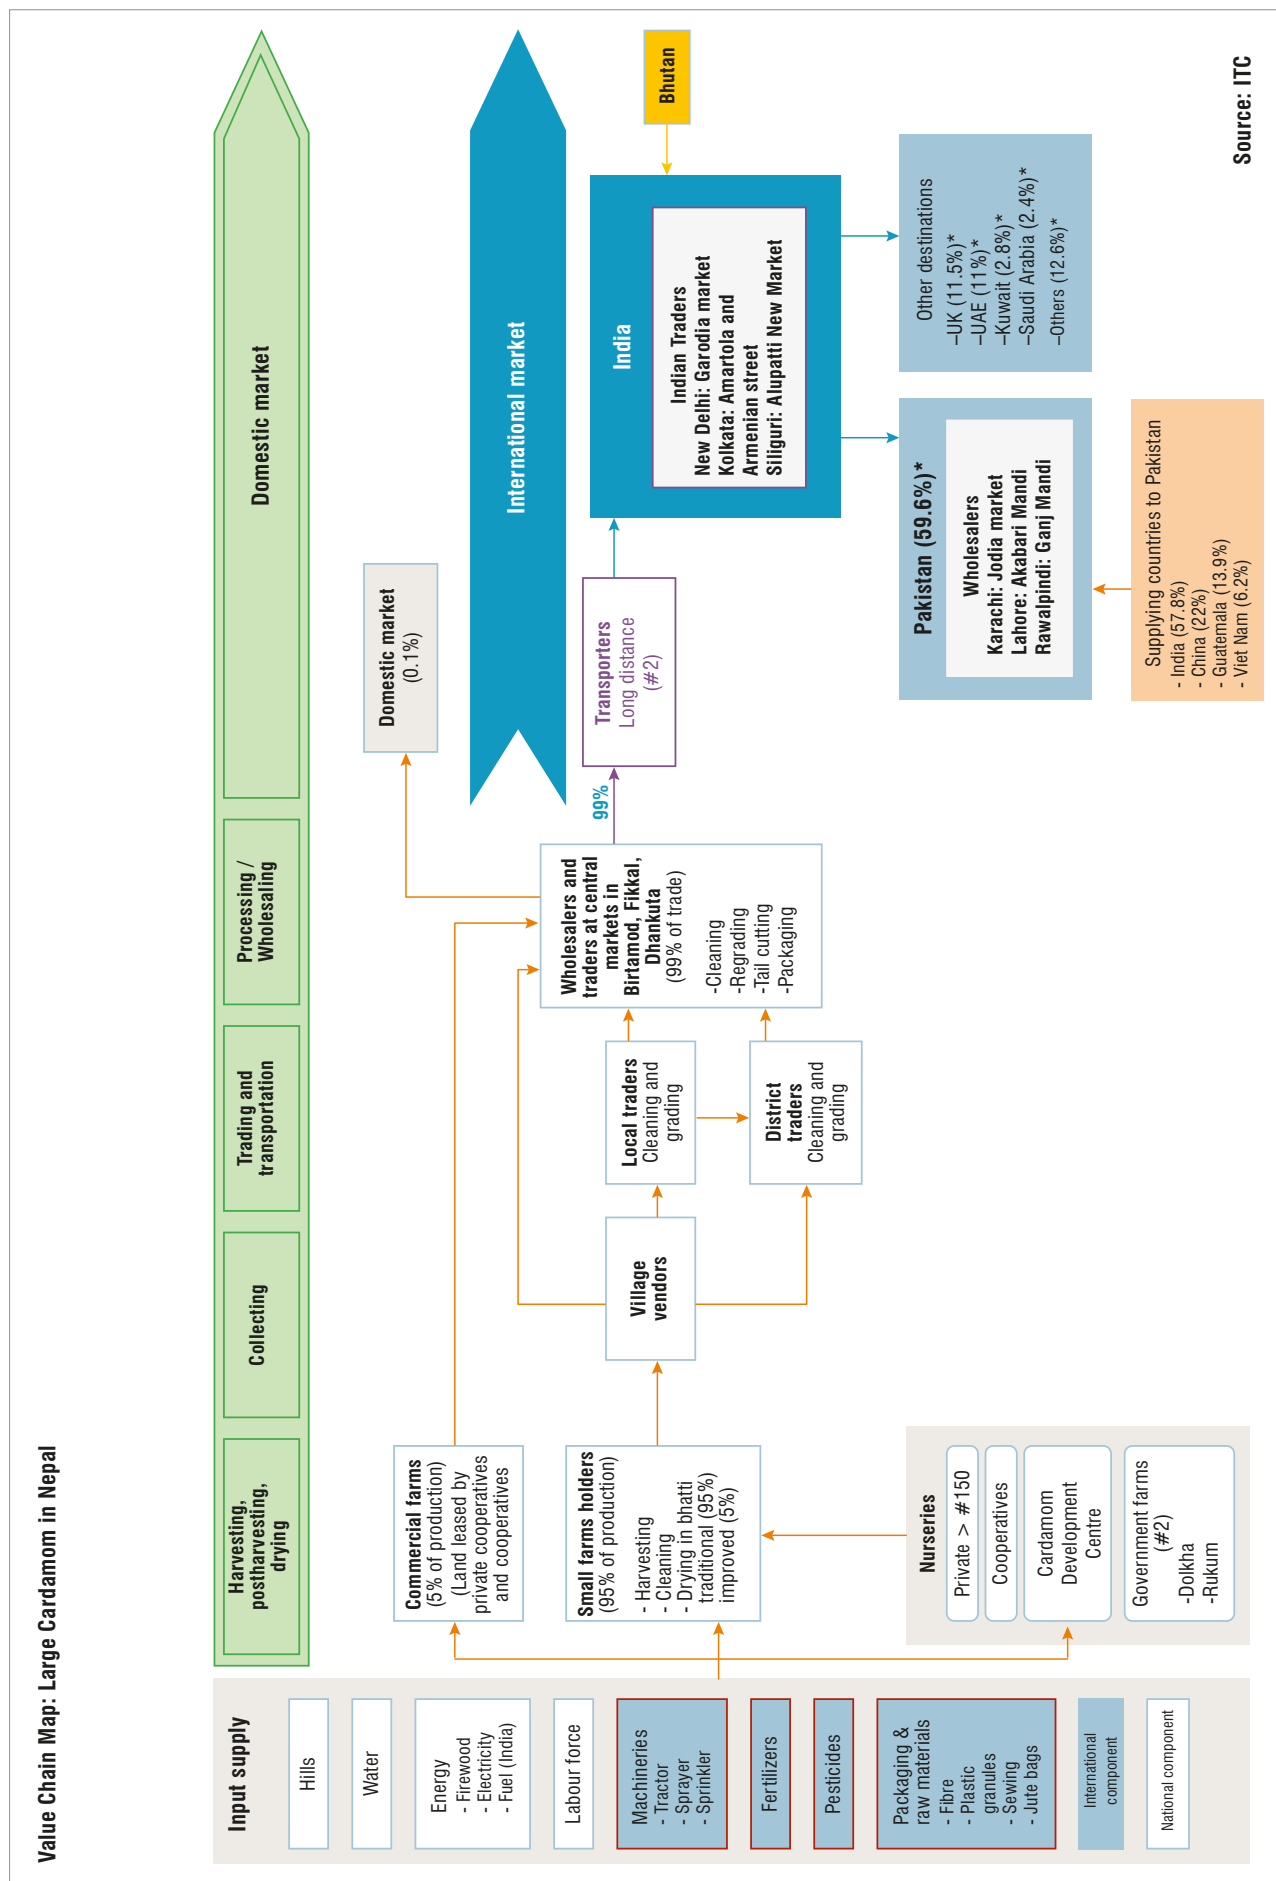 Value Chain Map: Large Cardamom in Nepal
Harvesting,
postharvesting,
drying
Collecting
Trading and
transportation
Processing /
Wholesaling
Domestic market
Input supply
Hills
Water
Energy
- Firewood
- Electricity
- Fuel (India)
Labour force
Machineries
- Tractor
- Sprayer
- Sprinkler
Fertilizers
Pesticides
Packaging &
raw materials
- Fibre
- Plastic
granules
- Sewing
- Jute bags
International
component
National component
Commercial farms
(5% of production)
(Land leased by
private cooperatives
and cooperatives
Small farms holders
(95% of production)
- Harvesting
- Cleaning
- Drying in bhatti
traditional (95%)
improved (5%)
Nurseries
Private > #150
Cooperatives
Cardamom
Development
Centre
Government farms
(#2)
-Dolkha
-Rukum
Village
vendors
Local traders
Cleaning and
grading
District
traders
Cleaning and
grading
Wholesalers and
traders at central
markets in
Birtamod, Fikkal,
Dhankuta
(99% of trade)
-Cleaning
-Regrading
-Tail cutting
-Packaging
Domestic market
(0.1%)
International market
99%
Transporters
Long distance
(#2)
India
Indian Traders
New Delhi: Garodia market
Kolkata: Amartola and
Armenian street
Siliguri: Alupatti New Market
Bhutan
Pakistan (59.6%)*
Wholesalers
Karachi: Jodia market
Lahore: Akabari Mandi
Rawalpindi: Ganj Mandi
Other destinations
–UK (11.5%)*
–UAE (11%)*
–Kuwait (2.8%)*
–Saudi Arabia (2.4%)*
–Others (12.6%)*
Supplying countries to Pakistan
- India (57.8%)
- China (22%)
- Guatemala (13.9%)
- Viet Nam (6.2%)
Source: ITC